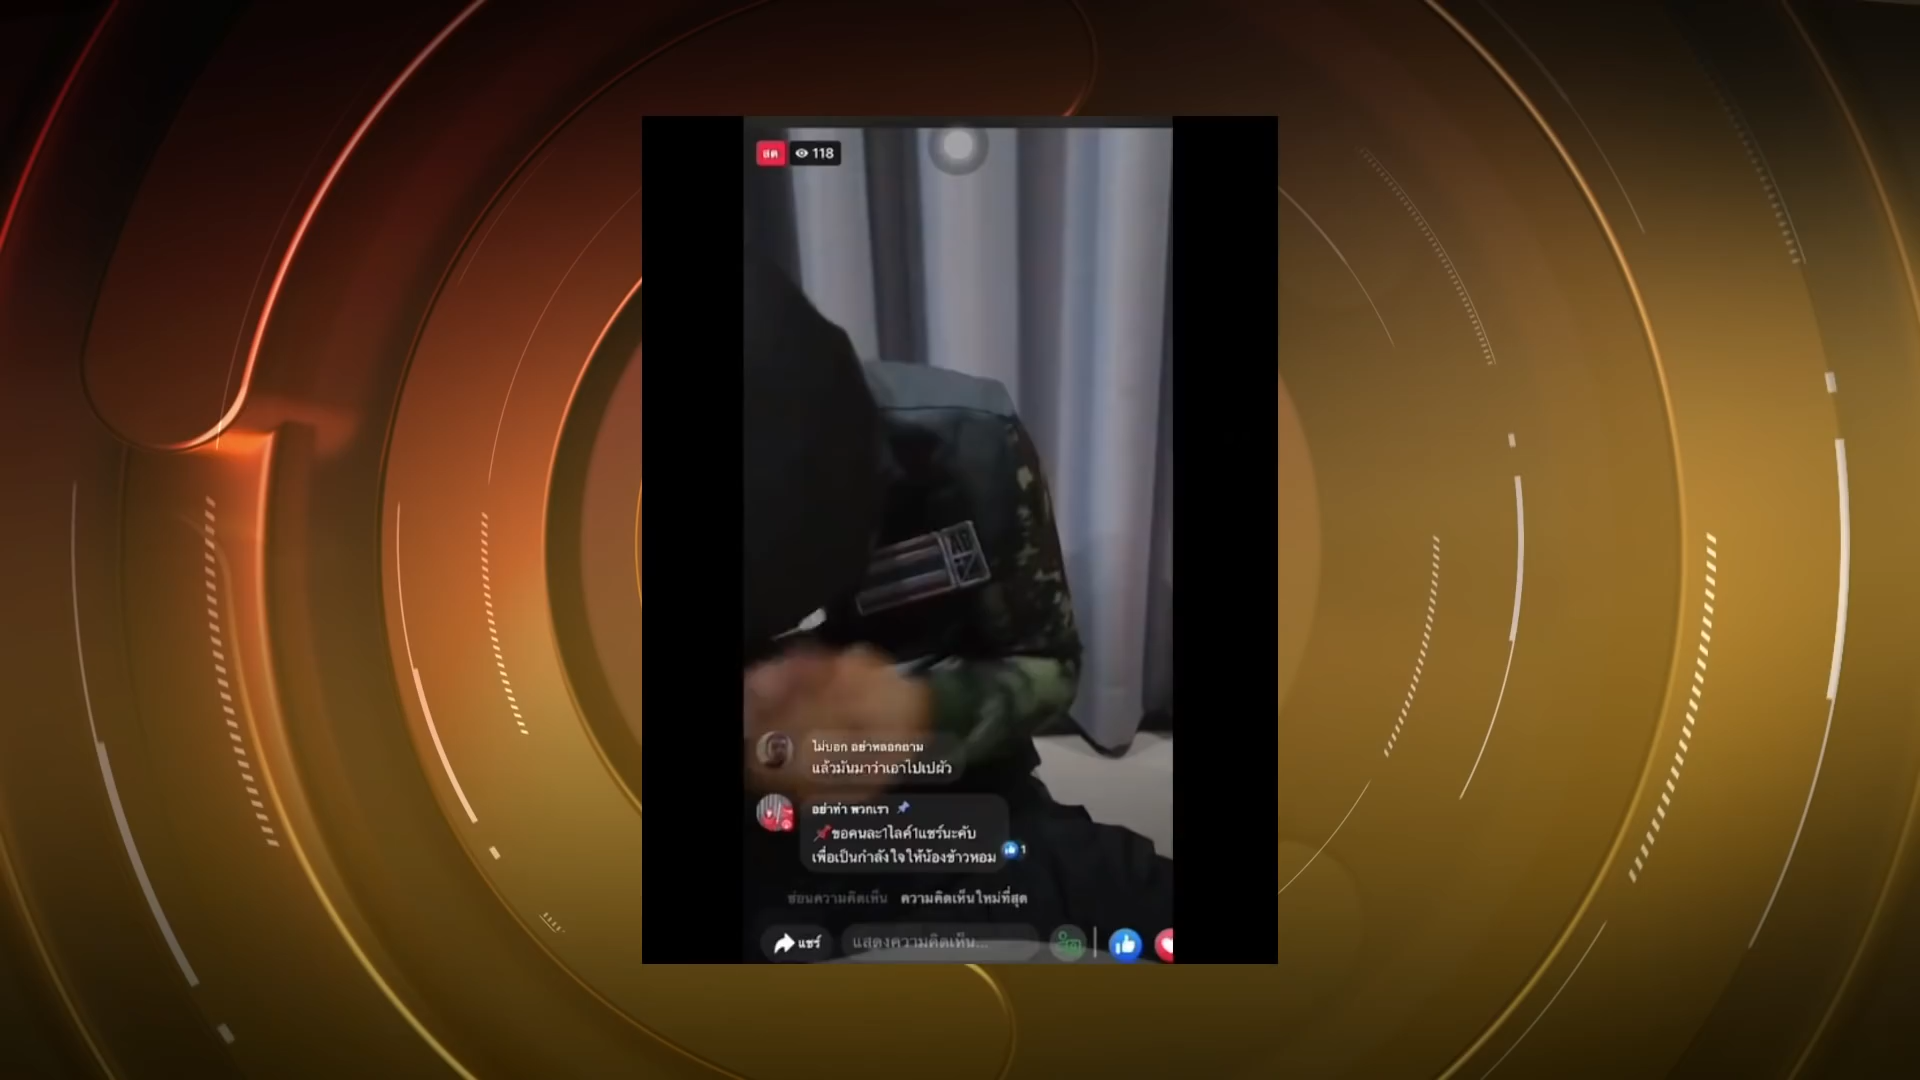 สด
118
AB
ไม่บอก อย่าหลอกถาม
แล้วมันมาว่าเอาไปเปผัว
อย่าทำ พวกเรา
ขอคนละ1ไลค์1แชร์นะคับ
เพื่อเป็นกำลังใจให้น้องข้าวหอม
1
ซ่อนความคิดเห็น ความคิดเห็นใหม่ที่สุด
แชร์ แสดงความคิดเห็น...